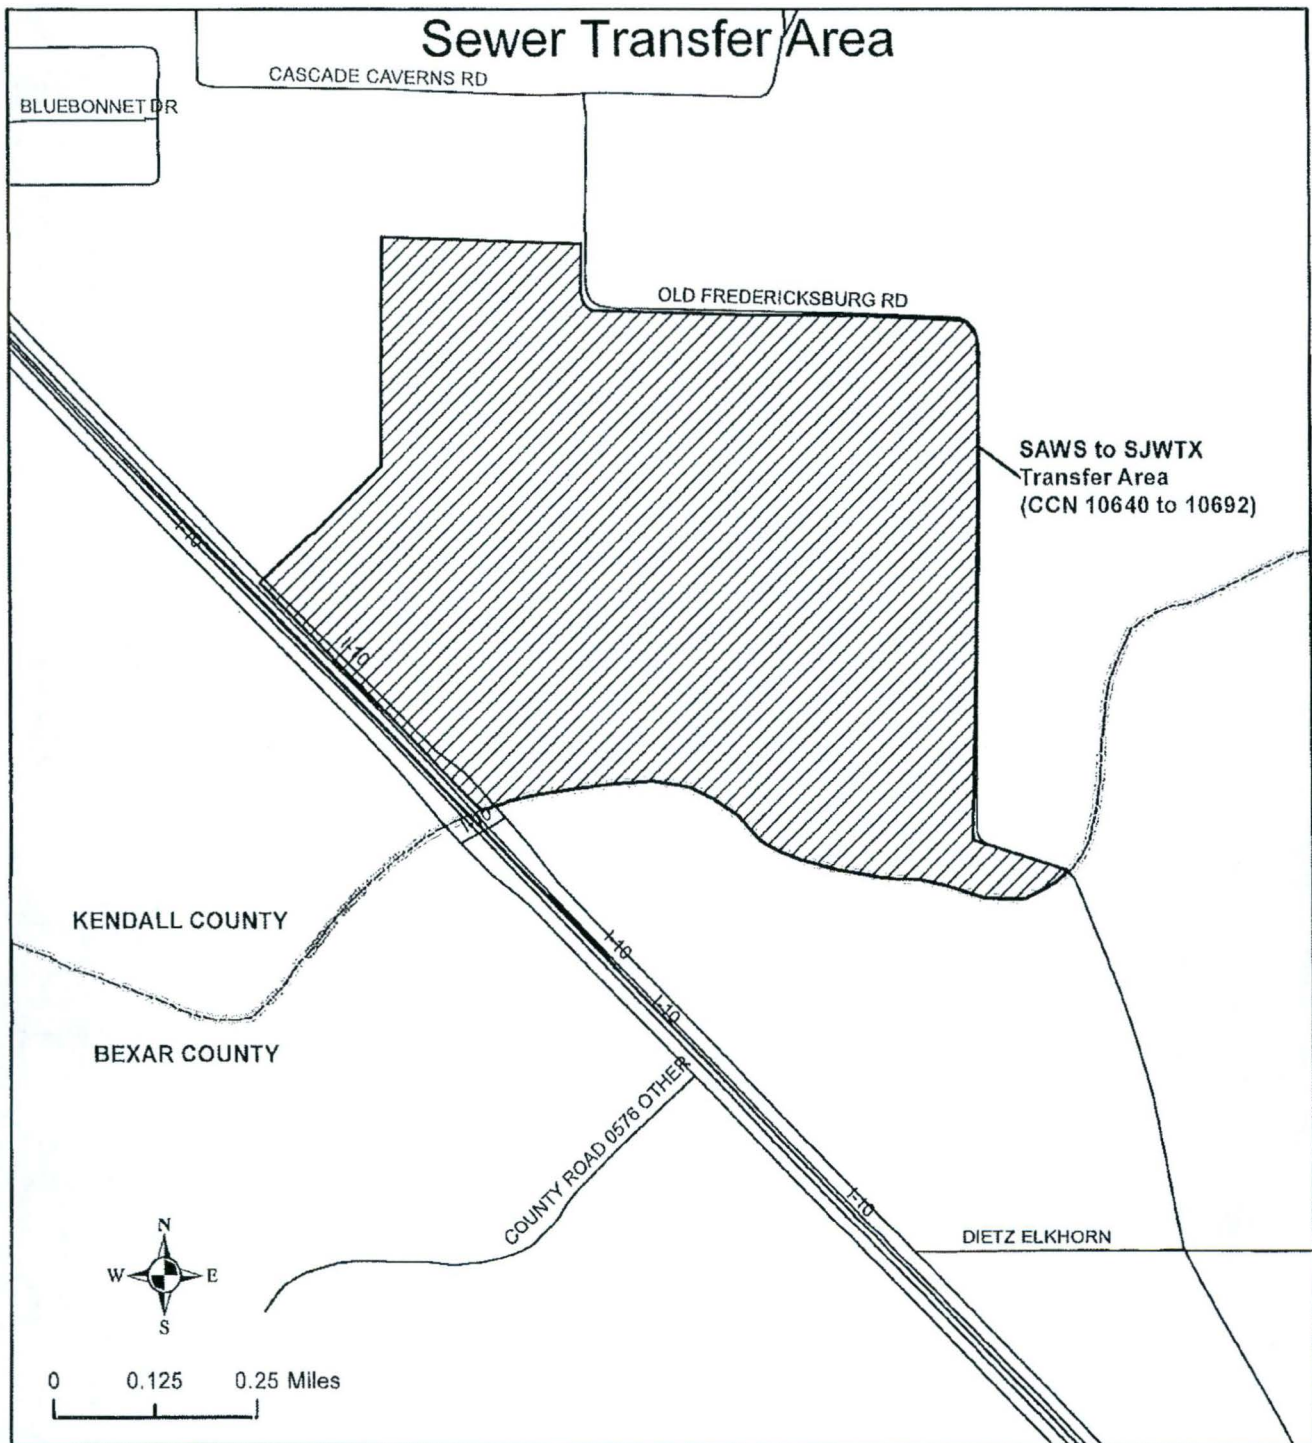 Sewer Transfer Area
CASCADE CAVERNS RD
BLUEBONNET DR
OLD FREDERICKSBURG RD
SAWS to SJWTX
Transfer Area
(CCN 10640 to 10692)
I-10
I-10
I-10
KENDALL COUNTY
I-10
I-10
BEXAR COUNTY
COUNTY ROAD 0576 OTHER
I-10
N
W E
S
DIETZ ELKHORN
0 0.125 0.25 Miles